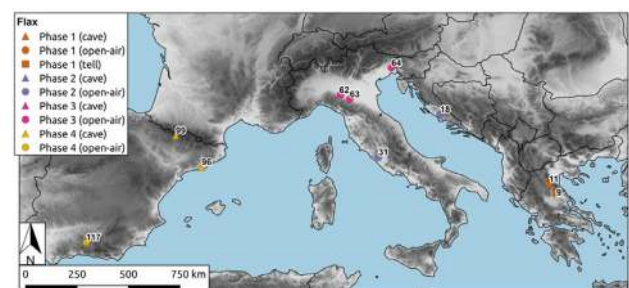 Flax
Phase 1 (cave)
Phase 1 (open-air)
Phase 1 (tell)
Phase 2 (cave)
Phase 2 (open-air)
Phase 3 (cave)
Phase 3 (open-air)
Phase 4 (cave)
Phase 4 (open-air)
64
62
63
18
99
96
31
11
9
117
N
0 250 500 750 km